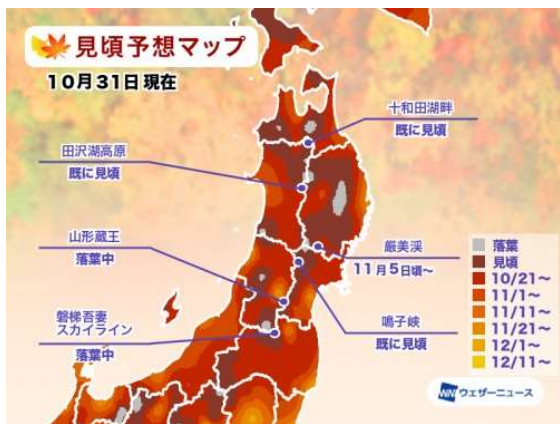 見頃予想マップ
10月31日現在
十和田湖畔
既に見頃
田沢湖高原
既に見頃
山形蔵王
落葉中
厳美渓
11月5日頃～
磐梯吾妻
スカイライン
落葉中
鳴子峡
既に見頃
落葉
見頃
10/21～
11/1～
11/11～
11/21～
12/1～
12/11～
WN ウェザーニュース